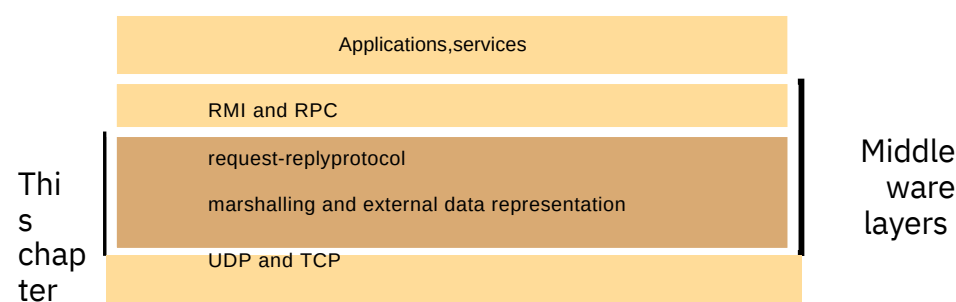 Applications,services
RMI and RPC
request-replyprotocol
marshalling and external data representation
UDP and TCP
Thi
s
chap
ter
Middle
ware
layers